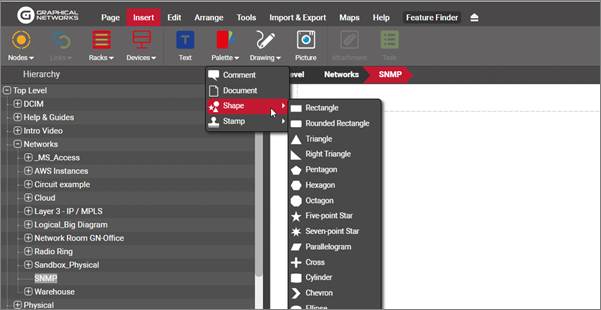 GRAPHICAL NETWORKS Page Insert Edit Arrange Tools Import & Export Maps Help Feature Finder
Nodes Links Racks Devices Text Palette Drawing Picture Attachment Tasks
Hierarchy
Networks SNMP
Comment
Document
Shape
Stamp
Rectangle
Rounded Rectangle
Triangle
Right Triangle
Pentagon
Hexagon
Octagon
Five-point Star
Seven-point Star
Parallelogram
Cross
Cylinder
Chevron
Ellipse
Top Level
DCIM
Help & Guides
Intro Video
Networks
_MS_Access
AWS Instances
Circuit example
Cloud
Layer 3 - IP / MPLS
Logical_Big Diagram
Network Room GN-Office
Radio Ring
Sandbox_Physical
SNMP
Warehouse
Physical